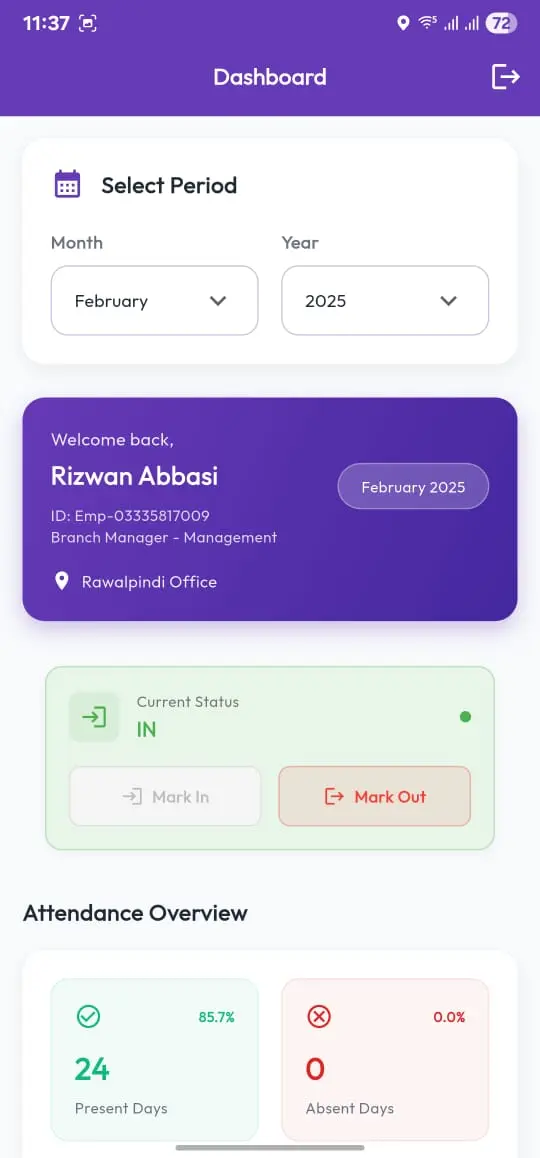 11:37
72
Dashboard
Select Period
Month Year
February 2025
Welcome back,
Rizwan Abbasi
February 2025
ID: Emp-03335817009
Branch Manager - Management
Rawalpindi Office
Current Status
IN
Mark In Mark Out
Attendance Overview
85.7% 0.0%
24 0
Present Days Absent Days